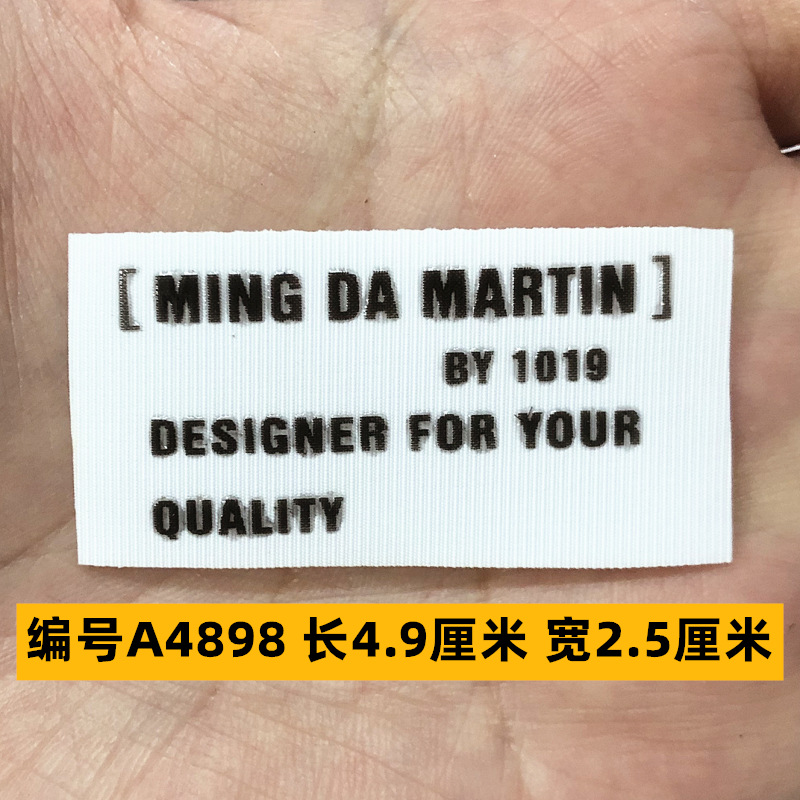 [ MING DA MARTIN ]
BY 1019
DESIGNER FOR YOUR
QUALITY
编号A4898 长4.9厘米 宽2.5厘米